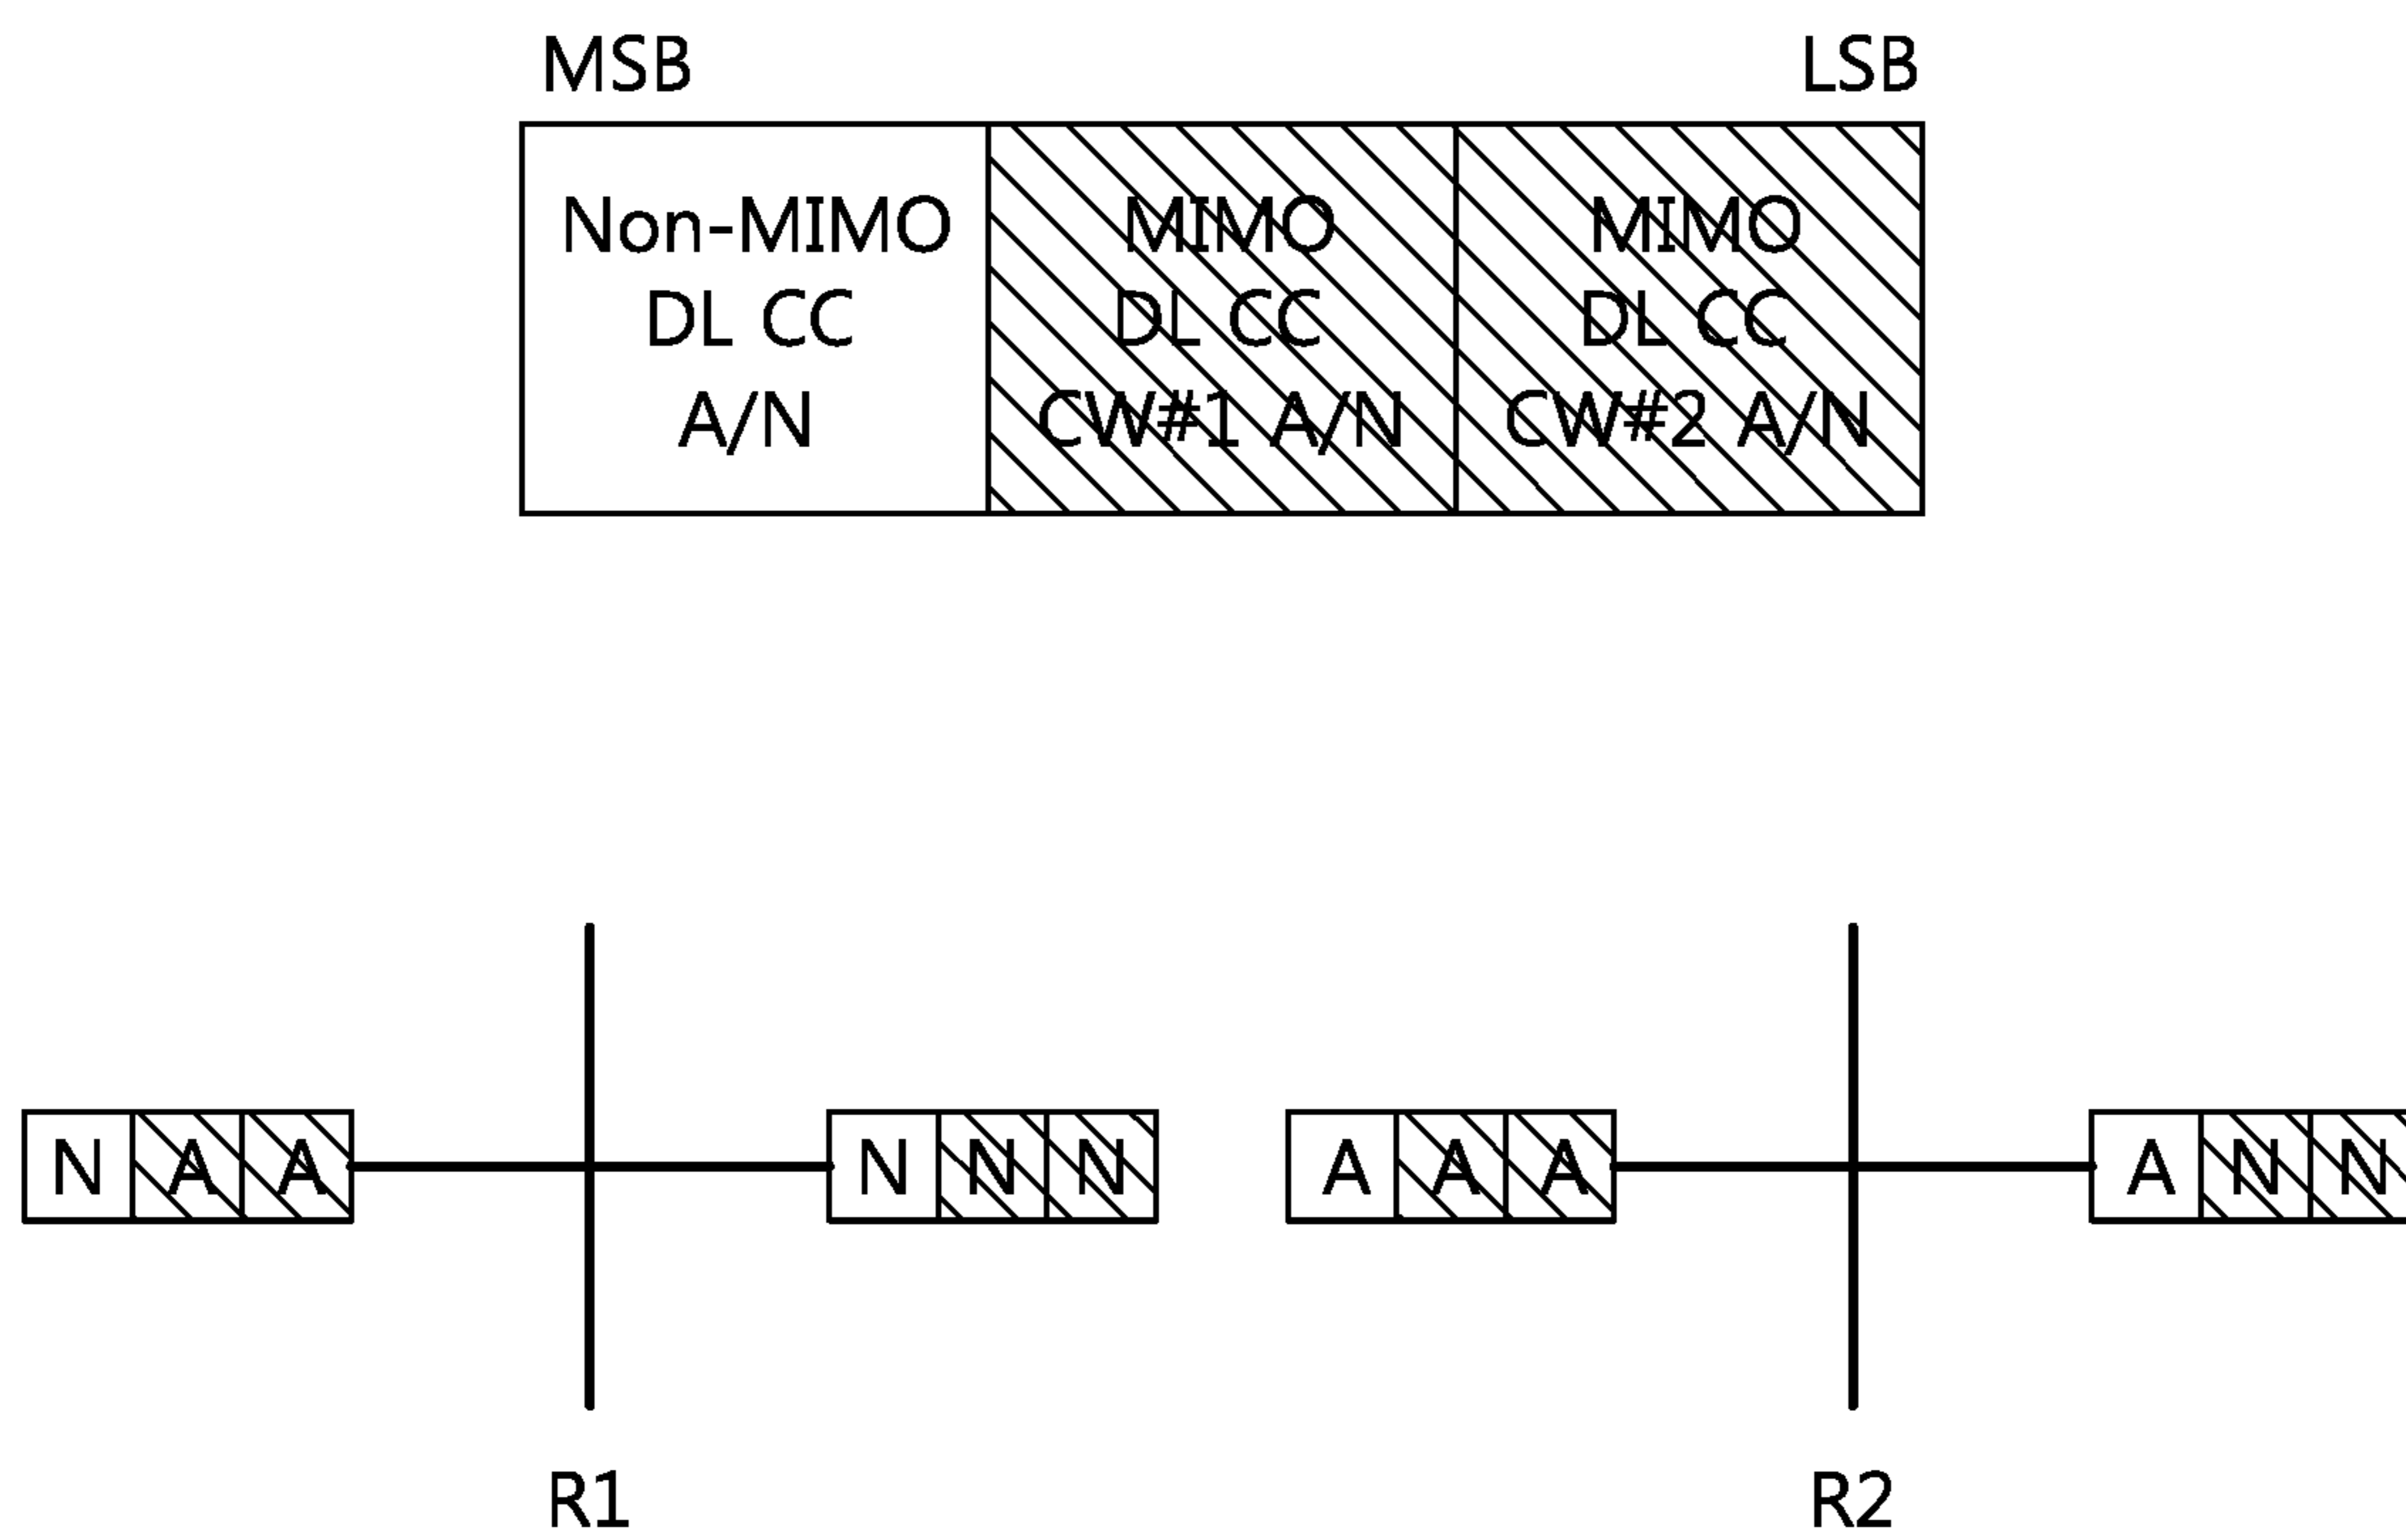 MSB LSB
Non-MIMO MIMO MIMO
DL CC DL CC DL CC
A/N CW#1 A/N CW#2 A/N
N A A N N N A A A A N N
R1 R2